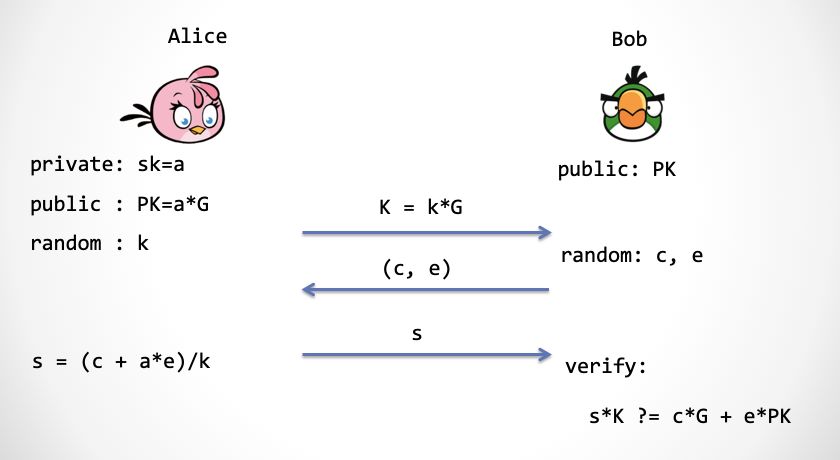 Alice
Bob
private: sk=a
public: PK
public : PK=a*G
K = k*G
random : k
random: c, e
(c, e)
s
s = (c + a*e)/k
verify:
s*K ?= c*G + e*PK